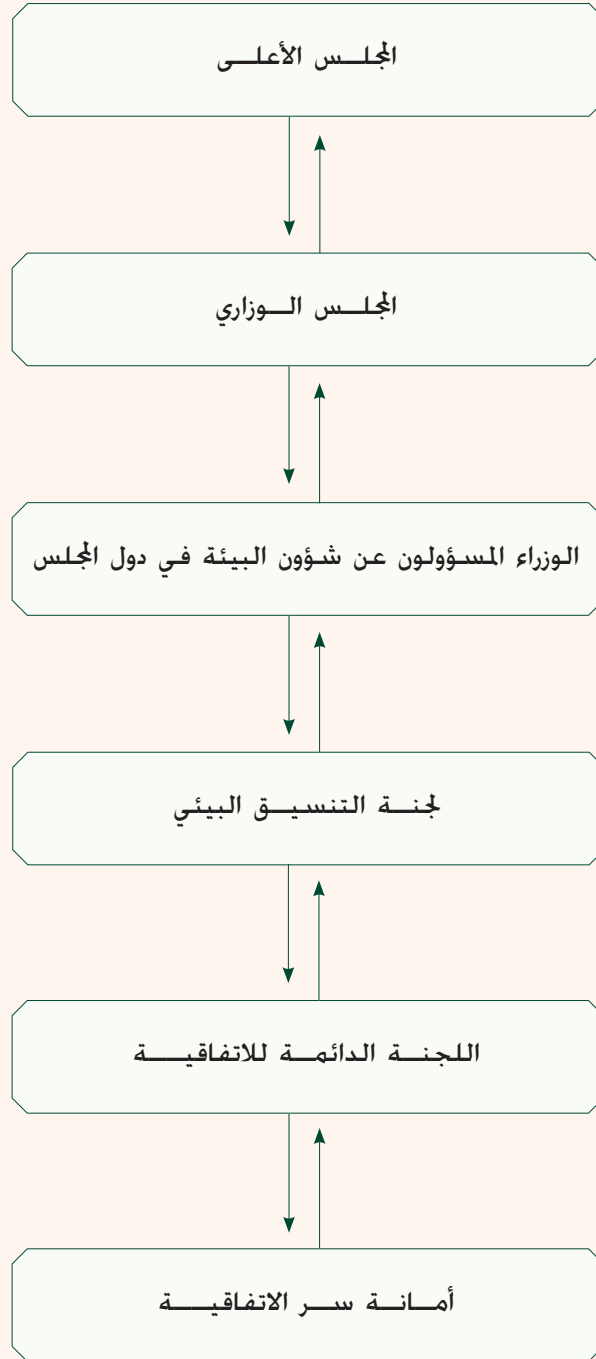 المجلس الأعلى
المجلس الوزاري
الوزراء المسؤولون عن شؤون البيئة في دول المجلس
لجنة التنسيق البيئي
اللجنة الدائمة للاتفاقية
أمانة سر الاتفاقية